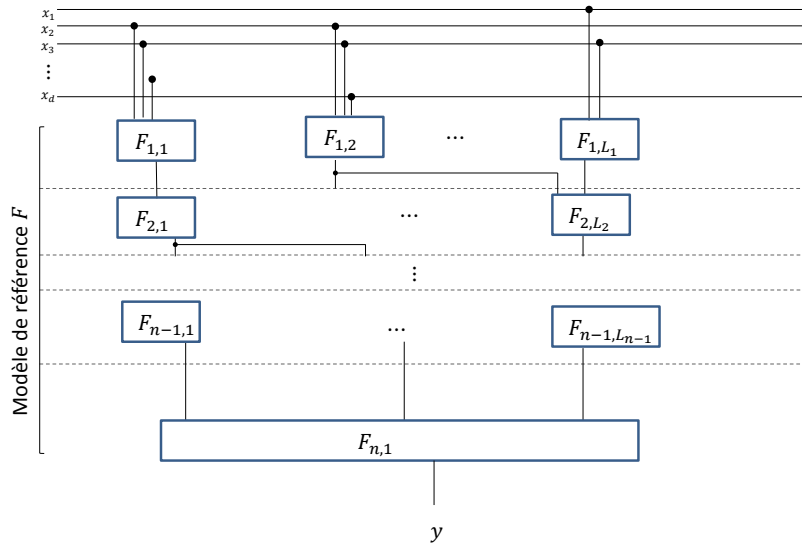 x₁
x₂
x₃
⋮
x_d
F₁,₁ F₁,₂ ... F₁,L₁
F₂,₁ ... F₂,L₂
⋮
Fₙ₋₁,₁ ... Fₙ₋₁,Lₙ₋₁
Fₙ,₁
y
Modèle de référence F